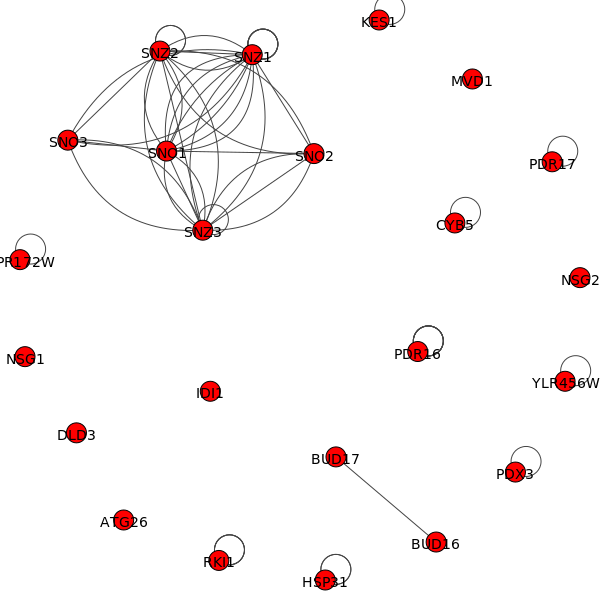 KES1
SNZ2
SNZ1
MVD1
SNO3
SNO1
SNO2
PDR17
CYB5
SNZ3
PR172W
NSG2
NSG1
PDR16
YLR456W
IDI1
DLD3
BUD17
PDX3
ATG26
BUD16
RKI1
HSP31